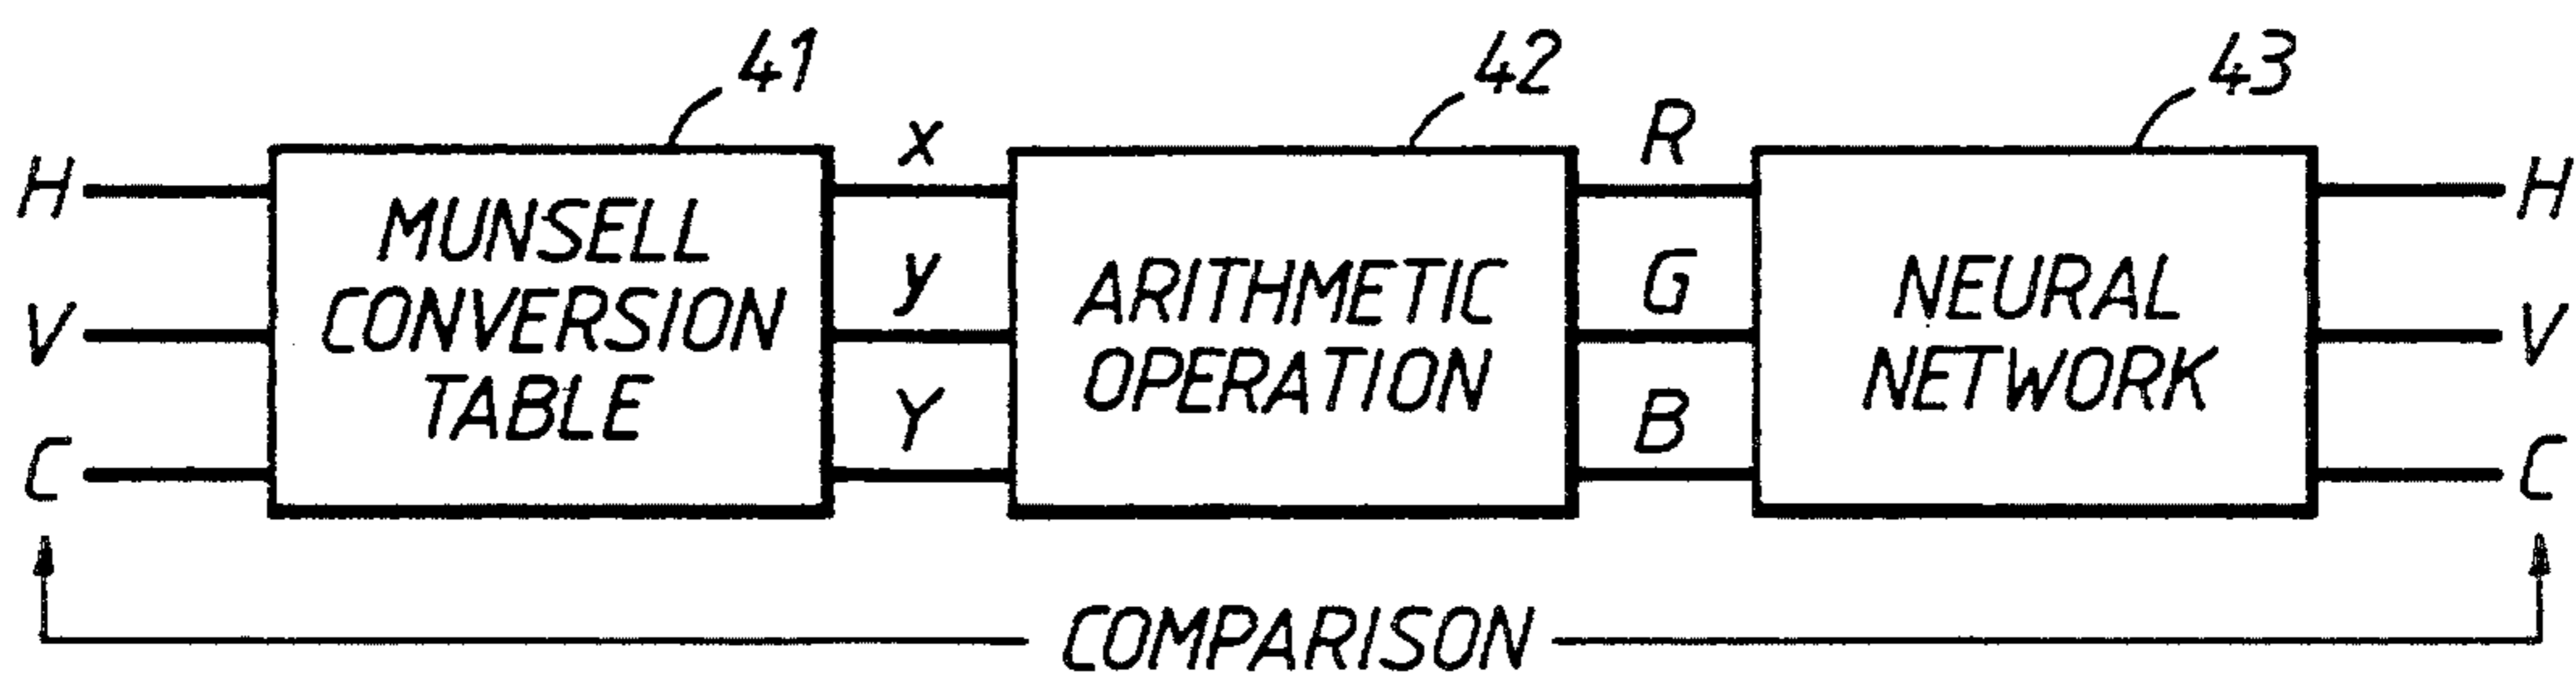 41
42
43
H
V
C
MUNSELL
CONVERSION
TABLE
x
y
Y
ARITHMETIC
OPERATION
R
G
B
NEURAL
NETWORK
H
V
C
COMPARISON